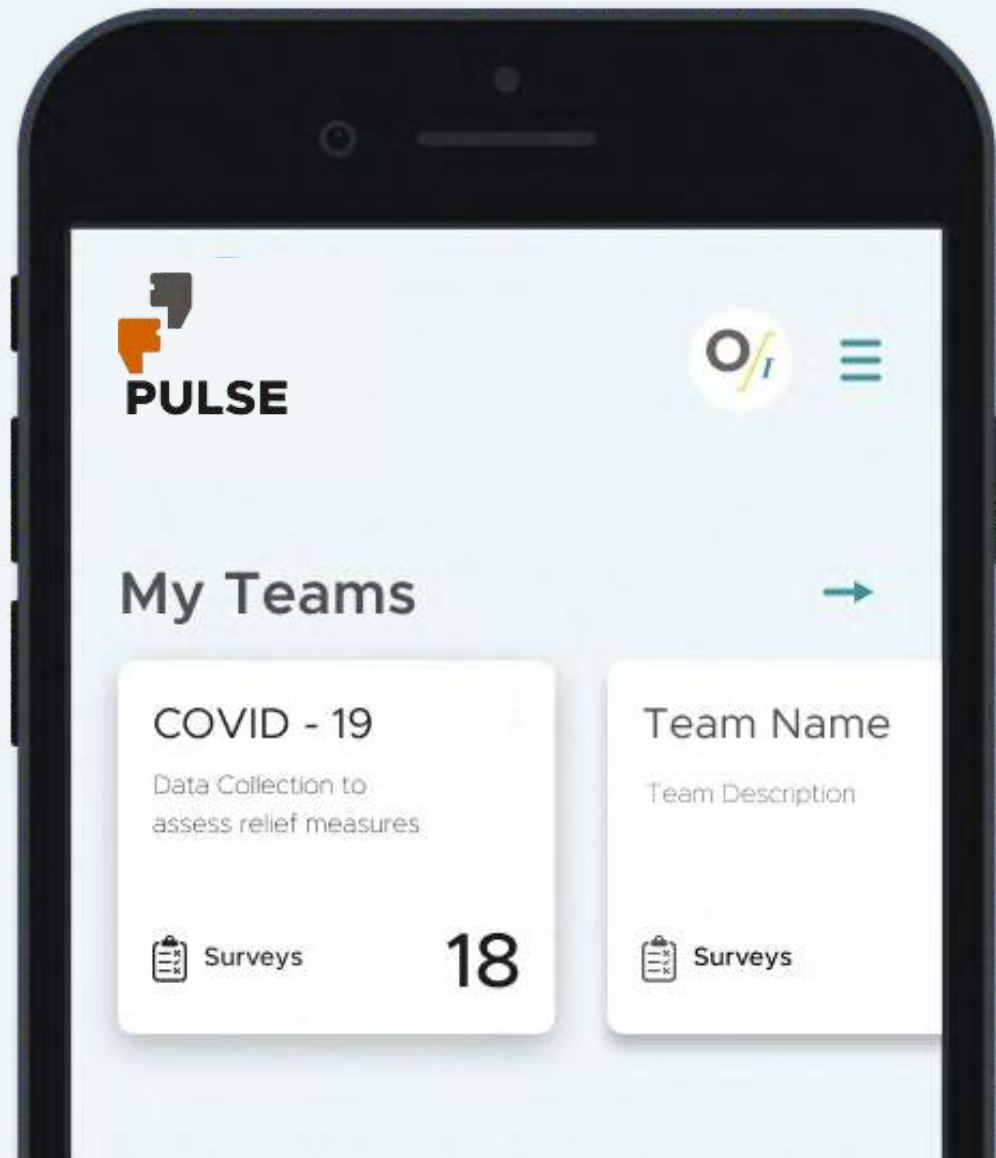 PULSE
O/I
My Teams
COVID - 19
Data Collection to
assess relief measures
Surveys
18
Team Name
Team Description
Surveys